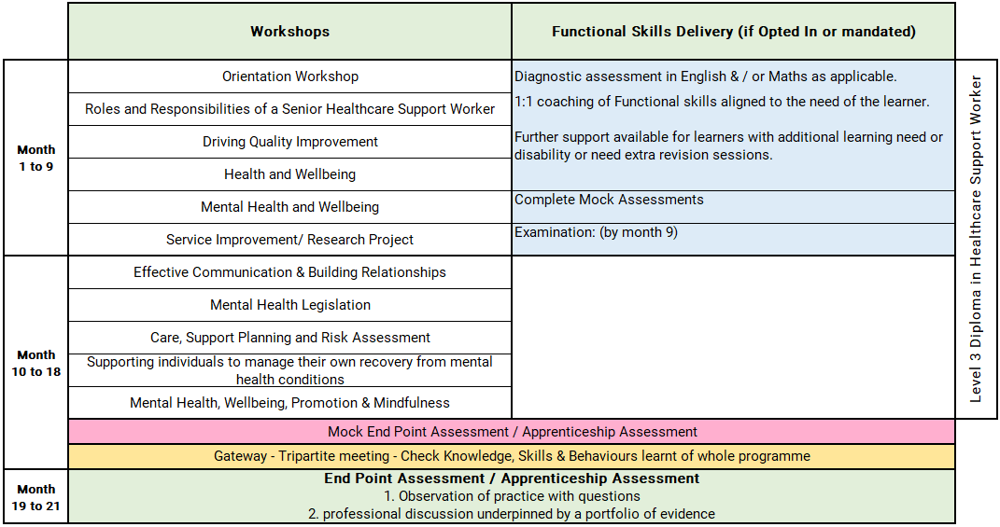 Workshops
Functional Skills Delivery (if Opted In or mandated)
Month
1 to 9
Orientation Workshop
Roles and Responsibilities of a Senior Healthcare Support Worker
Driving Quality Improvement
Health and Wellbeing
Mental Health and Wellbeing
Service Improvement/ Research Project
Diagnostic assessment in English & / or Maths as applicable.
1:1 coaching of Functional skills aligned to the need of the learner.
Further support available for learners with additional learning need or
disability or need extra revision sessions.
Complete Mock Assessments
Examination: (by month 9)
Level 3 Diploma in Healthcare Support Worker
Month
10 to 18
Effective Communication & Building Relationships
Mental Health Legislation
Care, Support Planning and Risk Assessment
Supporting individuals to manage their own recovery from mental
health conditions
Mental Health, Wellbeing, Promotion & Mindfulness
Mock End Point Assessment / Apprenticeship Assessment
Gateway - Tripartite meeting - Check Knowledge, Skills & Behaviours learnt of whole programme
Month
19 to 21
End Point Assessment / Apprenticeship Assessment
1. Observation of practice with questions
2. professional discussion underpinned by a portfolio of evidence